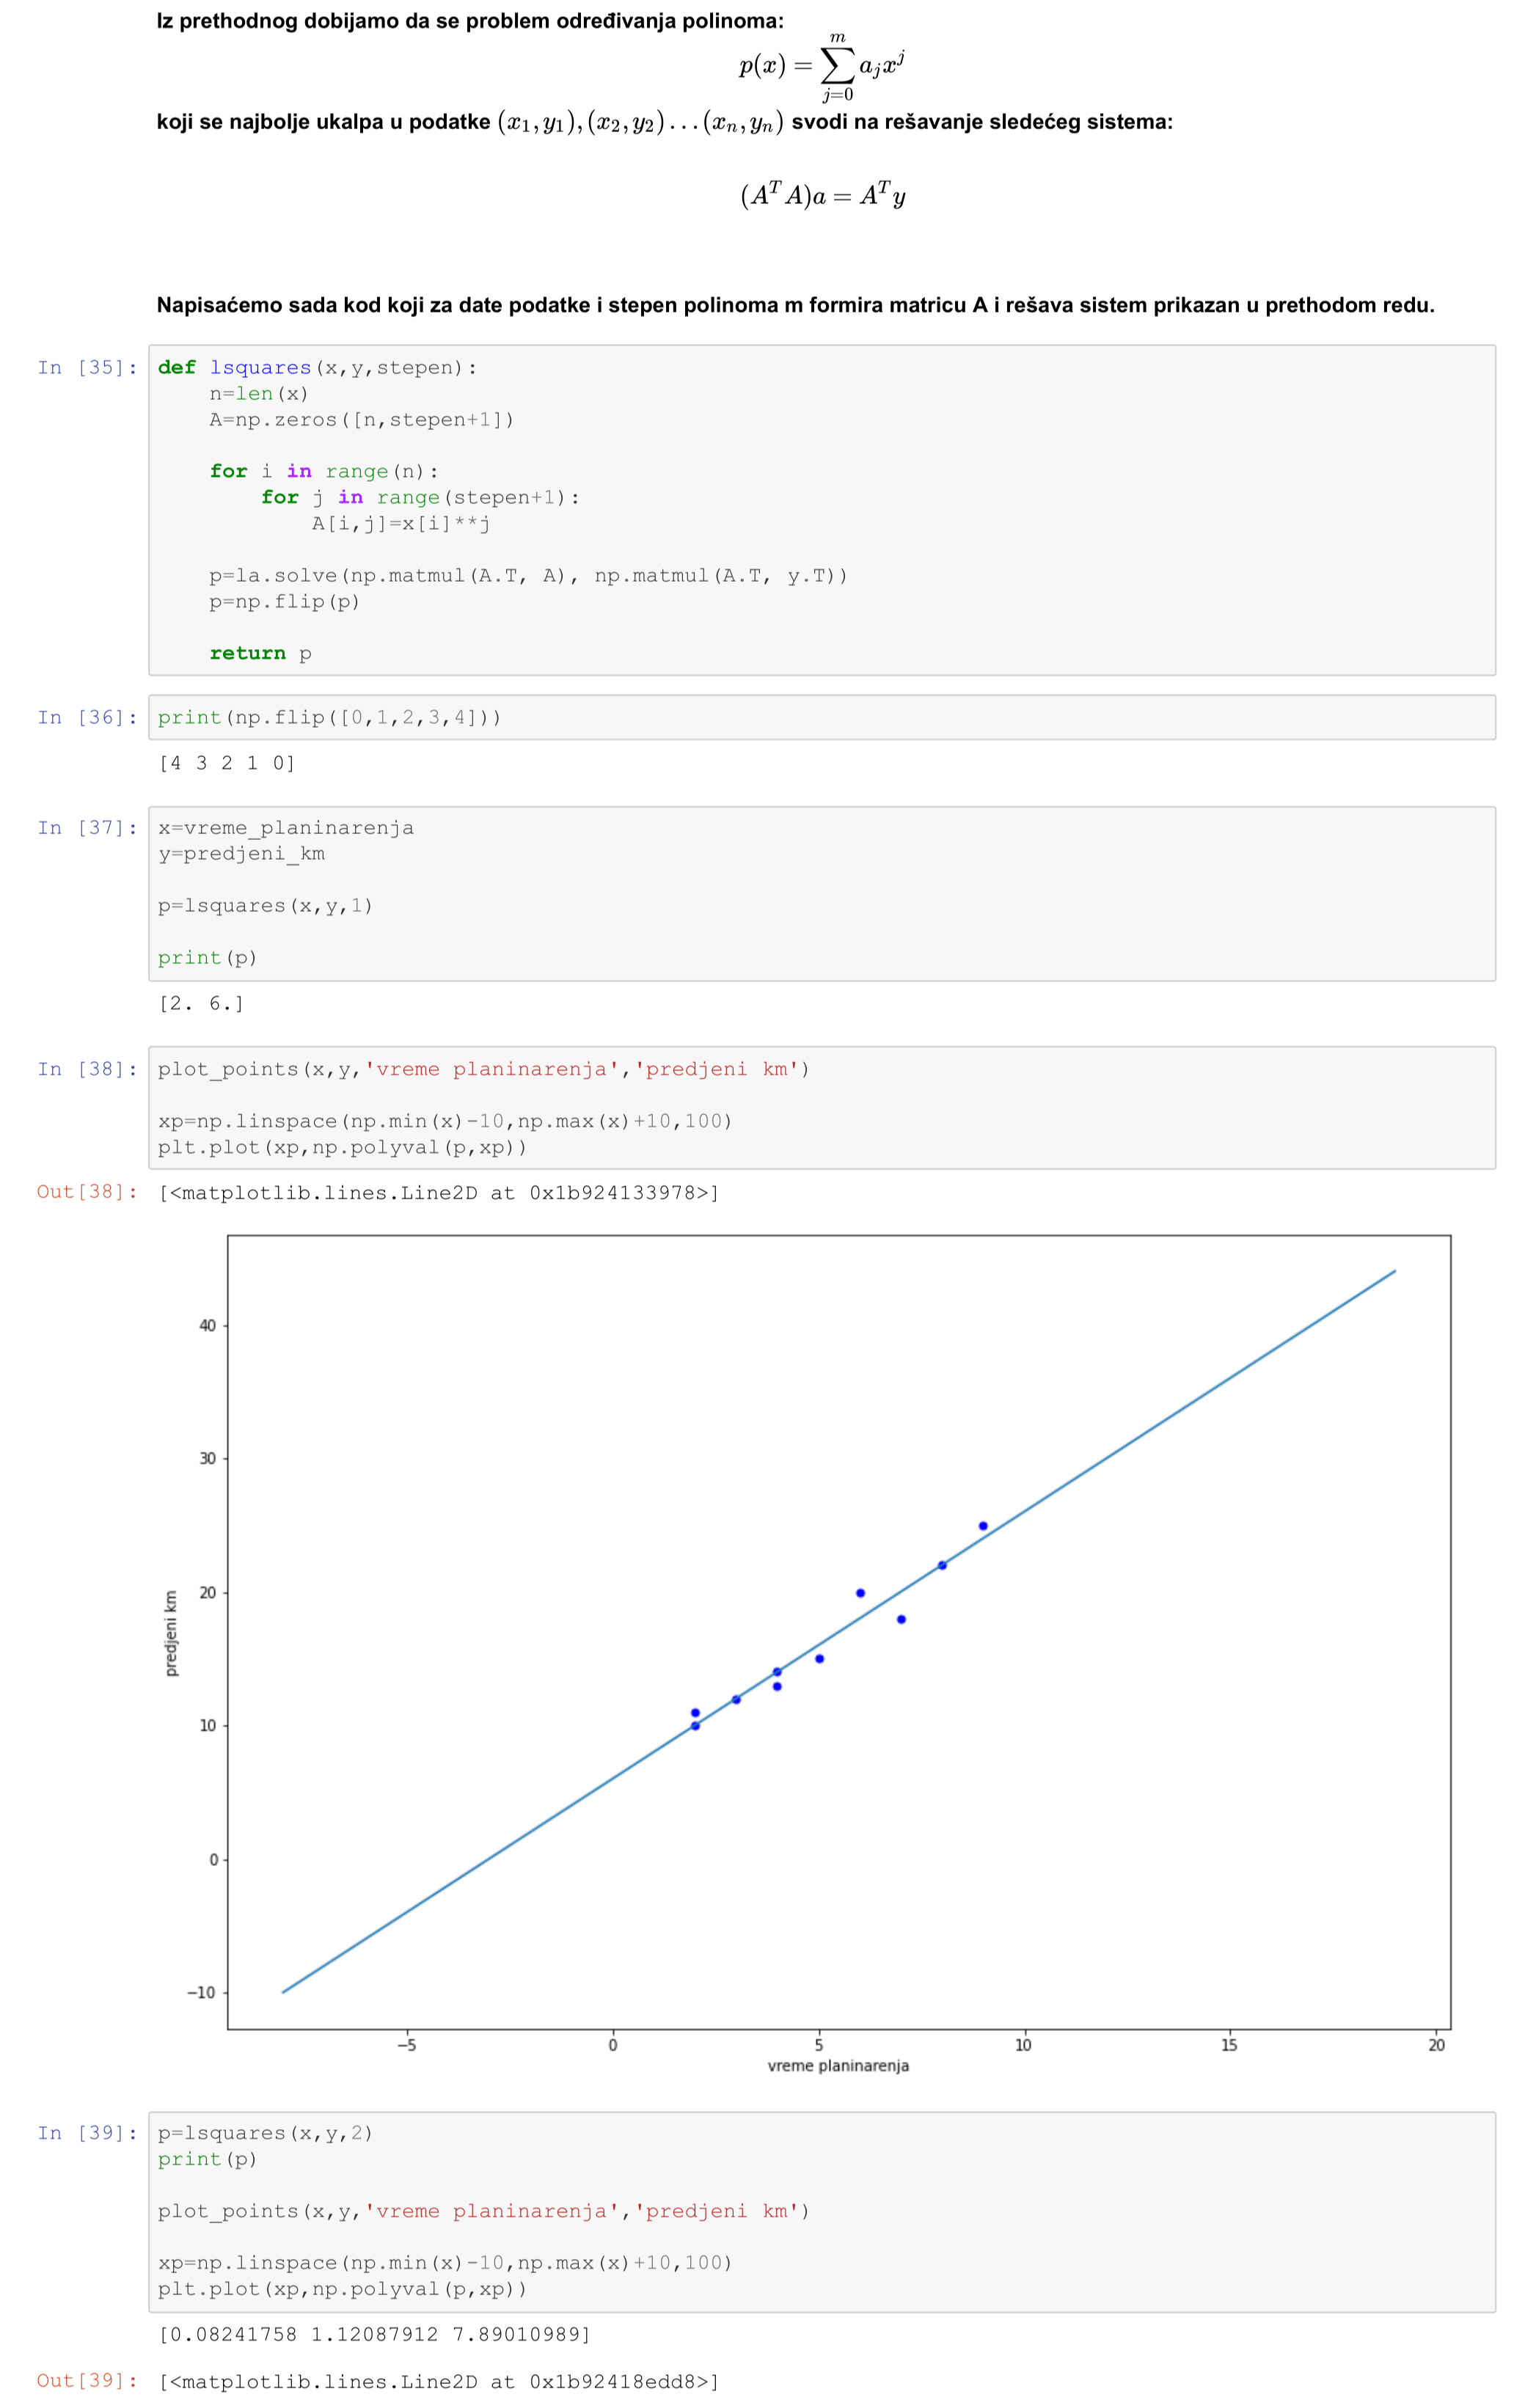 Iz prethodnog dobijamo da se problem određivanja polinoma:
p(x) = \sum_{j=0}^{m} a_j x^j
koji se najbolje ukalpa u podatke (x_1, y_1), (x_2, y_2) . . . (x_n, y_n) svodi na rešavanje sledećeg sistema:
(A^T A)a = A^T y
Napisaćemo sada kod koji za date podatke i stepen polinoma m formira matricu A i rešava sistem prikazan u prethodom redu.
In [35]: def lsquares(x,y,stepen):
    n=len(x)
    A=np.zeros([n,stepen+1])
    for i in range(n):
        for j in range(stepen+1):
            A[i,j]=x[i]**j
    p=la.solve(np.matmul(A.T, A), np.matmul(A.T, y.T))
    p=np.flip(p)
    return p
In [36]: print(np.flip([0,1,2,3,4]))
[4 3 2 1 0]
In [37]: x=vreme_planinarenja
y=predjeni_km
p=lsquares(x,y,1)
print(p)
[2. 6.]
In [38]: plot_points(x,y,'vreme planinarenja','predjeni km')
xp=np.linspace(np.min(x)-10,np.max(x)+10,100)
plt.plot(xp,np.polyval(p,xp))
Out[38]: [<matplotlib.lines.Line2D at 0x1b924133978>]
40
30
20
10
0
−10
predjeni km
−5 0 5 10 15 20
vreme planinarenja
In [39]: p=lsquares(x,y,2)
print(p)
plot_points(x,y,'vreme planinarenja','predjeni km')
xp=np.linspace(np.min(x)-10,np.max(x)+10,100)
plt.plot(xp,np.polyval(p,xp))
[0.08241758 1.12087912 7.89010989]
Out[39]: [<matplotlib.lines.Line2D at 0x1b92418edd8>]